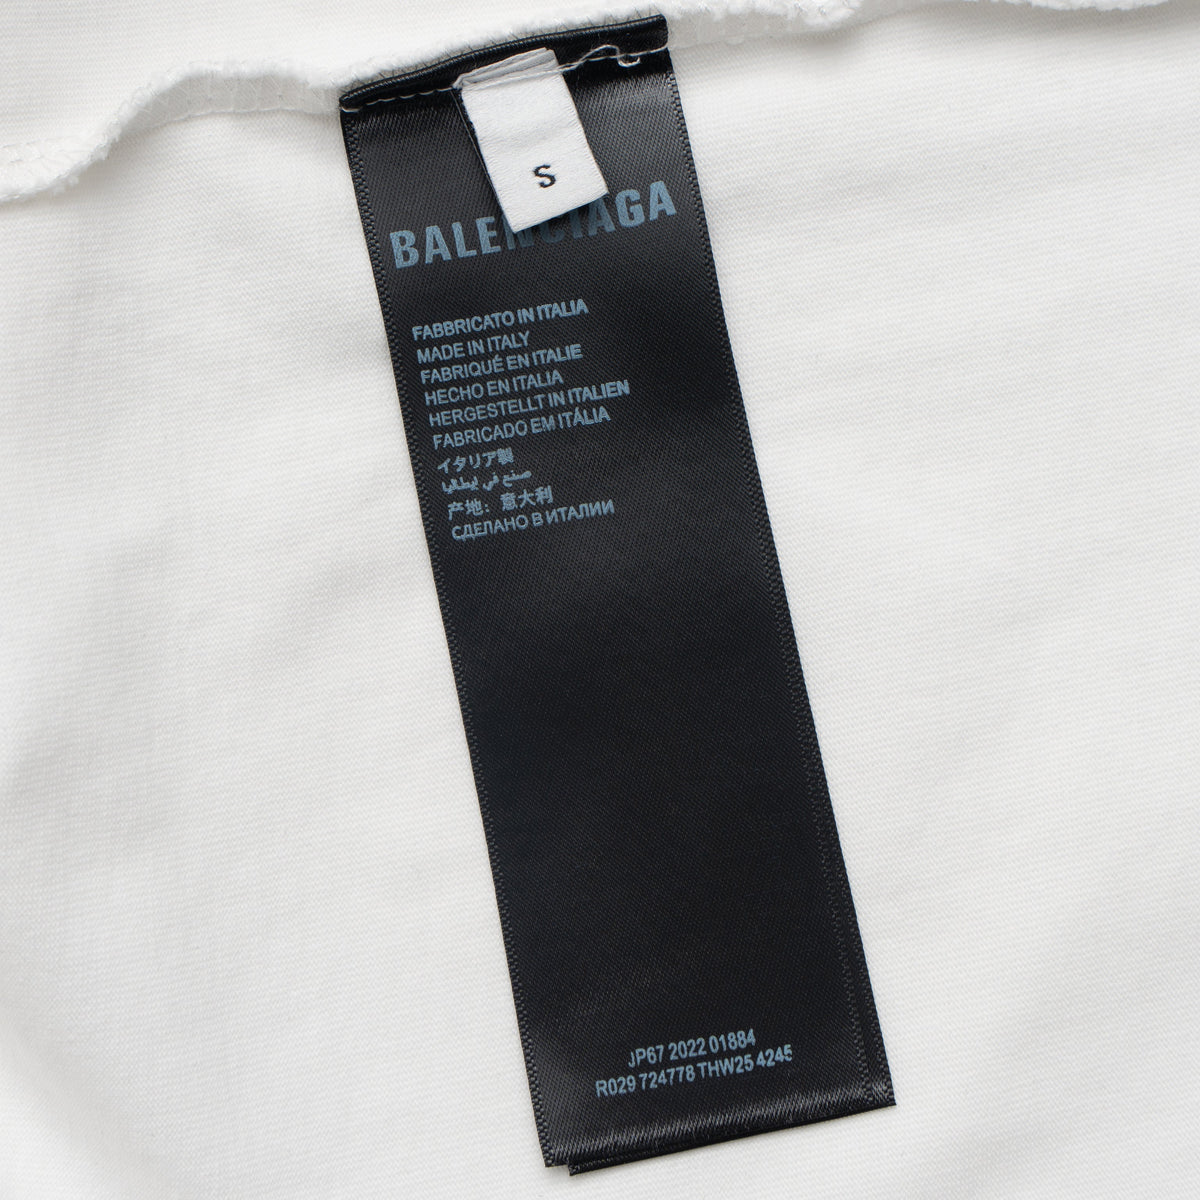 S
BALENCIAGA
FABBRICATO IN ITALIA
MADE IN ITALY
FABRIQUÉ EN ITALIE
HECHO EN ITALIA
HERGESTELLT IN ITALIEN
FABRICADO EM ITÁLIA
イタリア製
صنع في إيطاليا
产地：意大利
СДЕЛАНО В ИТАЛИИ
JP67 2022 01884
R029 724778 THW25 4245